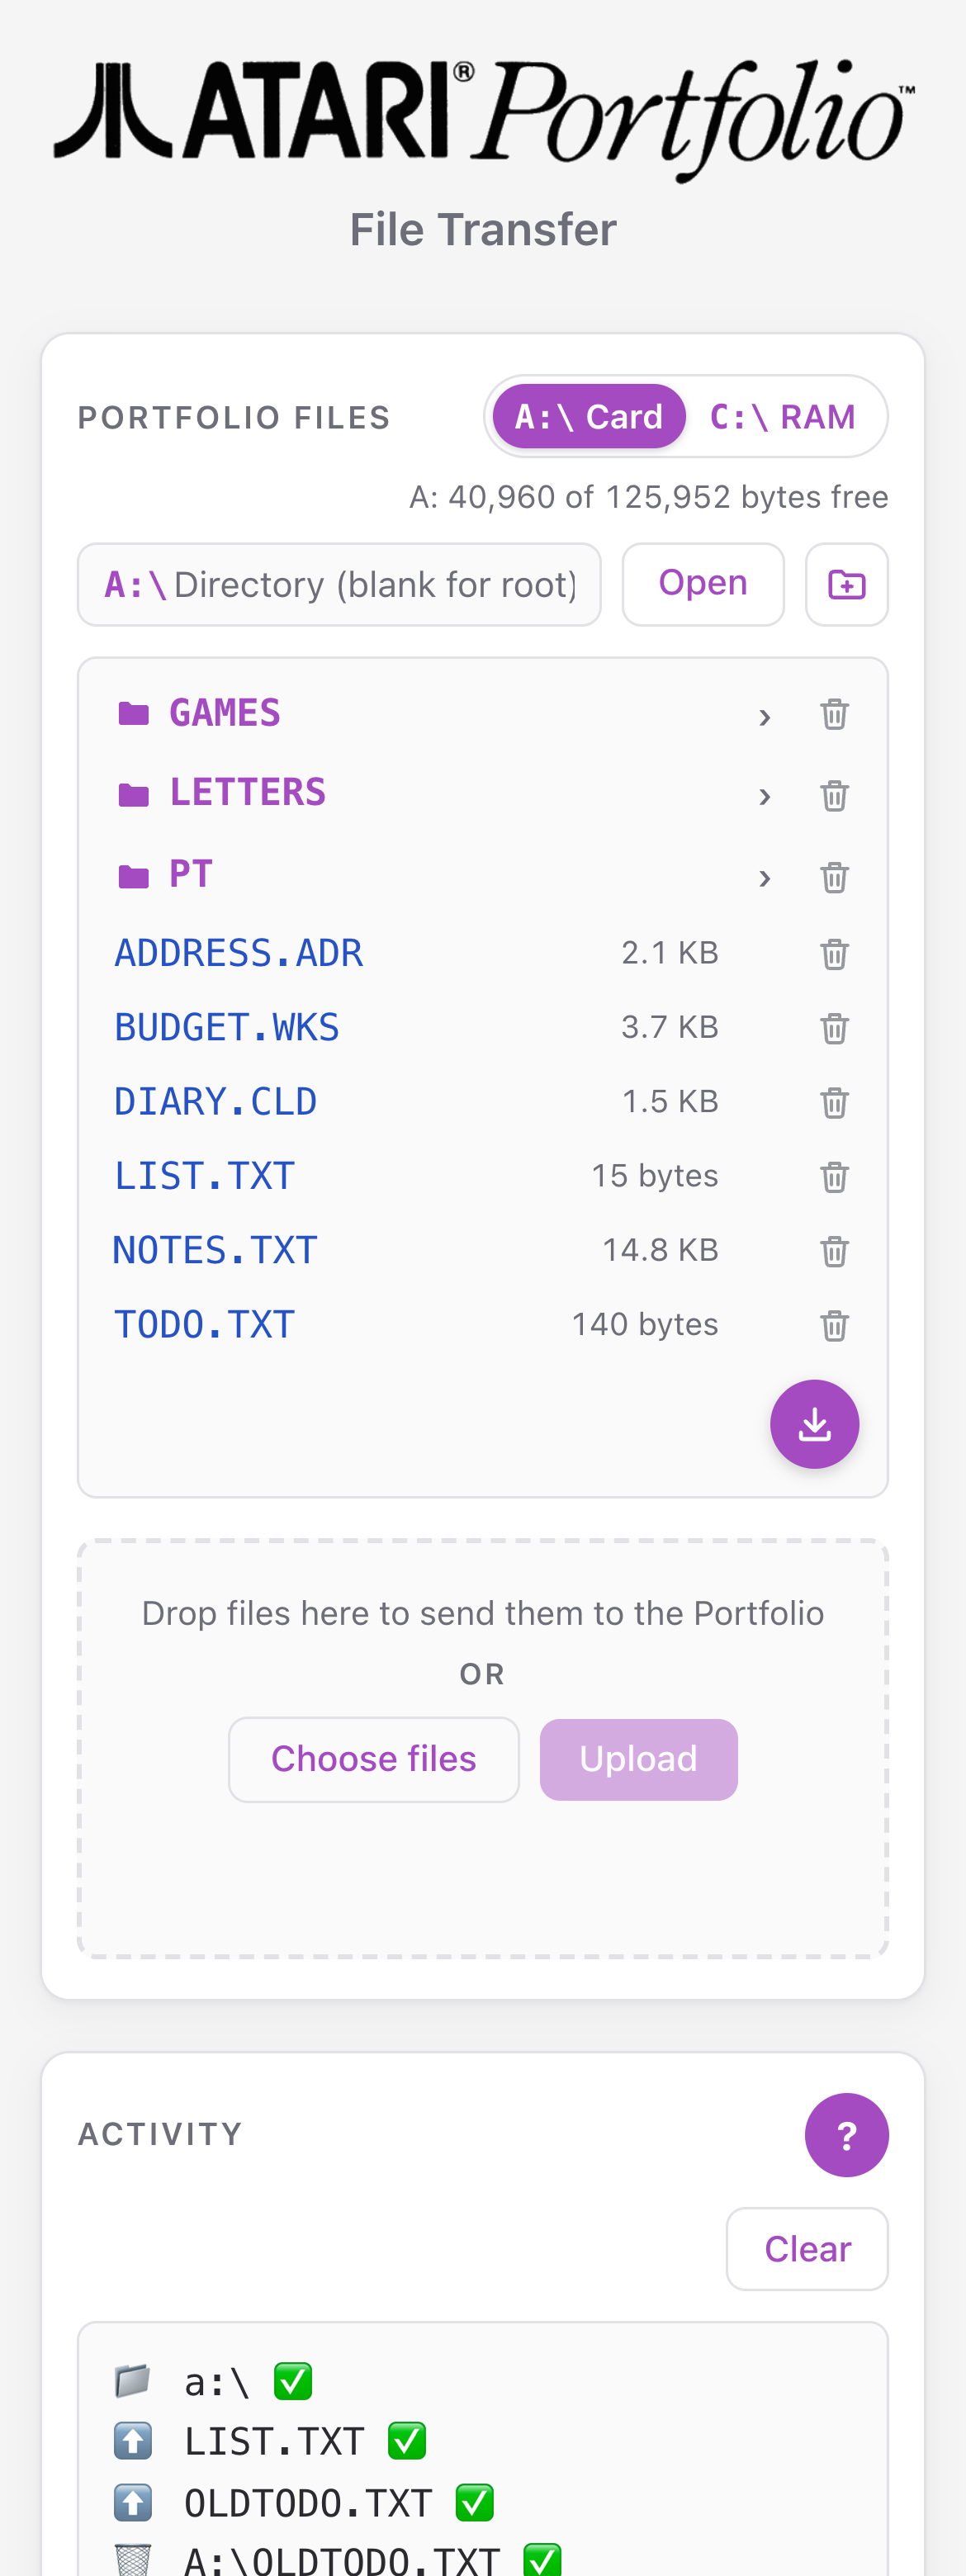 ATARI® Portfolio™
File Transfer
PORTFOLIO FILES
A:\ Card
C:\ RAM
A: 40,960 of 125,952 bytes free
A:\ Directory (blank for root)
Open
GAMES ›
LETTERS ›
PT ›
ADDRESS.ADR 2.1 KB
BUDGET.WKS 3.7 KB
DIARY.CLD 1.5 KB
LIST.TXT 15 bytes
NOTES.TXT 14.8 KB
TODO.TXT 140 bytes
Drop files here to send them to the Portfolio
OR
Choose files
Upload
ACTIVITY
?
Clear
a:\ ✅
LIST.TXT ✅
OLDTODO.TXT ✅
A:\OLDTODO.TXT ✅